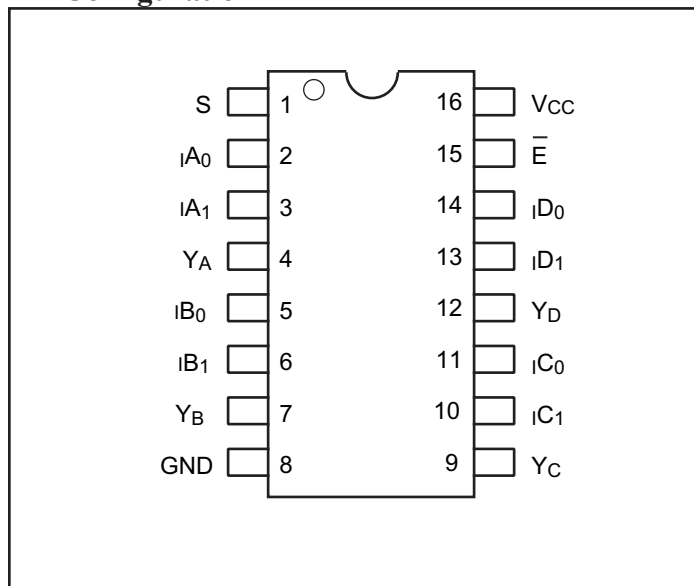 Configuration
S 1 16 VCC
IA0 2 15 E̅
IA1 3 14 ID0
YA 4 13 ID1
IB0 5 12 YD
IB1 6 11 IC0
YB 7 10 IC1
GND 8 9 YC